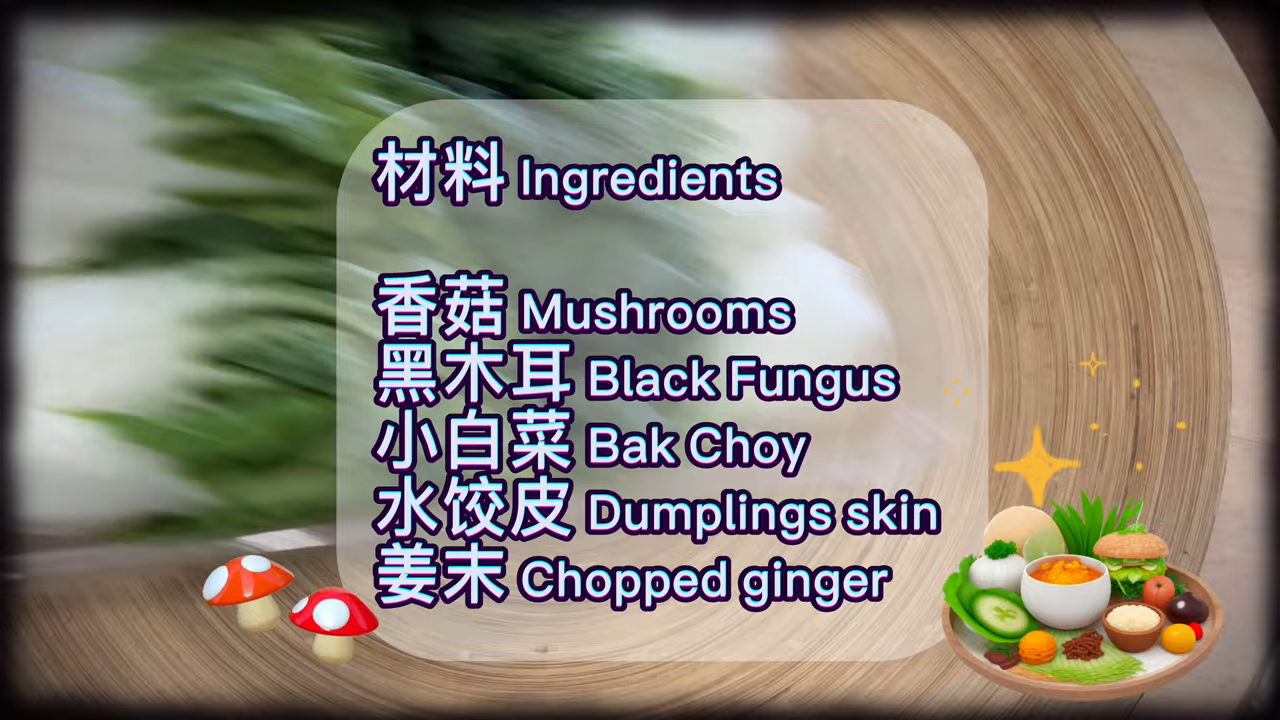 材料 Ingredients
香菇 Mushrooms
黑木耳 Black Fungus
小白菜 Bak Choy
水饺皮 Dumplings skin
姜末 Chopped ginger